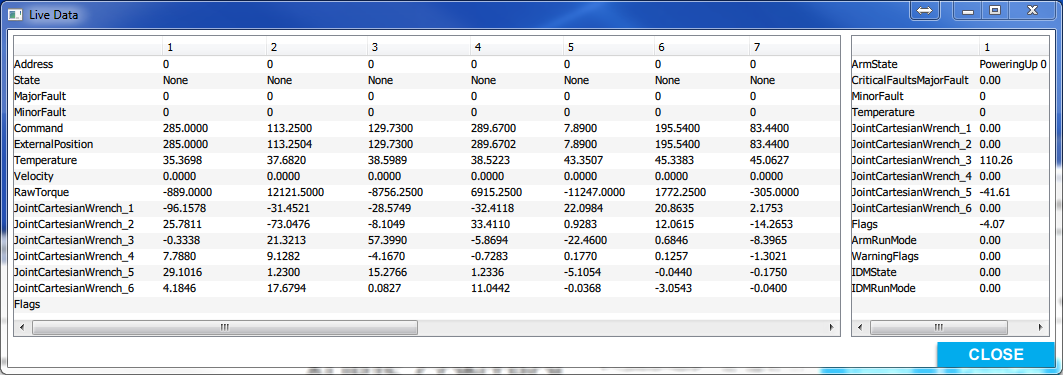 Live Data
1 2 3 4 5 6 7
Address 0 0 0 0 0 0 0
State None None None None None None None
MajorFault 0 0 0 0 0 0 0
MinorFault 0 0 0 0 0 0 0
Command 285.0000 113.2500 129.7300 289.6700 7.8900 195.5400 83.4400
ExternalPosition 285.0000 113.2504 129.7300 289.6702 7.8900 195.5400 83.4400
Temperature 35.3698 37.6820 38.5989 38.5223 43.3507 45.3383 45.0627
Velocity 0.0000 0.0000 0.0000 0.0000 0.0000 0.0000 0.0000
RawTorque -889.0000 12121.5000 -8756.2500 6915.2500 -11247.0000 1772.2500 -305.0000
JointCartesianWrench_1 -96.1578 -31.4521 -28.5749 -32.4118 22.0984 20.8635 2.1753
JointCartesianWrench_2 25.7811 -73.0476 -8.1049 33.4110 0.9283 12.0615 -14.2653
JointCartesianWrench_3 -0.3338 21.3213 57.3990 -5.8694 -22.4600 0.6846 -8.3965
JointCartesianWrench_4 7.7880 9.1282 -4.1670 -0.7283 0.1770 0.1257 -1.3021
JointCartesianWrench_5 29.1016 1.2300 15.2766 1.2336 -5.1054 -0.0440 -0.1750
JointCartesianWrench_6 4.1846 17.6794 0.0827 11.0442 -0.0368 -3.0543 -0.0400
Flags
1
ArmState PoweringUp 0
CriticalFaultsMajorFault 0.00
MinorFault 0
Temperature 0
JointCartesianWrench_1 0.00
JointCartesianWrench_2 0.00
JointCartesianWrench_3 110.26
JointCartesianWrench_4 0.00
JointCartesianWrench_5 -41.61
JointCartesianWrench_6 0.00
Flags -4.07
ArmRunMode 0.00
WarningFlags 0.00
IDMState 0.00
IDMRunMode 0.00
CLOSE